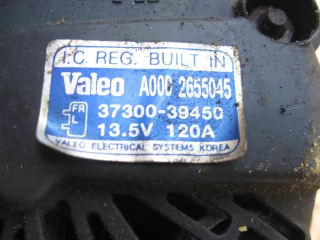 I.C. REG. BUILT IN
Valeo A000 2655045
FR
L
37300-39450
13.5V 120A
VALEO ELECTRICAL SYSTEMS KOREA